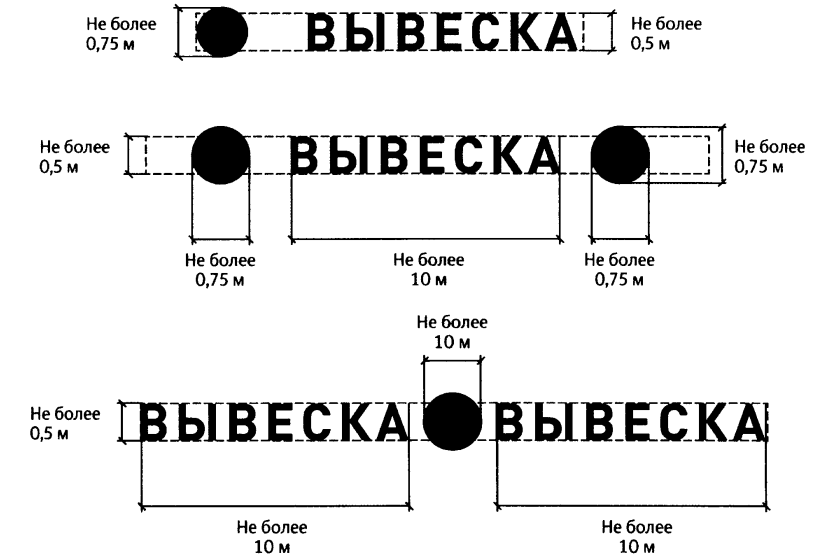 Не более
0,75 м
ВЫВЕСКА
Не более
0,5 м
Не более
0,5 м
ВЫВЕСКА
Не более
0,75 м
Не более
0,75 м
Не более
10 м
Не более
0,75 м
Не более
10 м
Не более
0,5 м
ВЫВЕСКА
ВЫВЕСКА
Не более
10 м
Не более
10 м